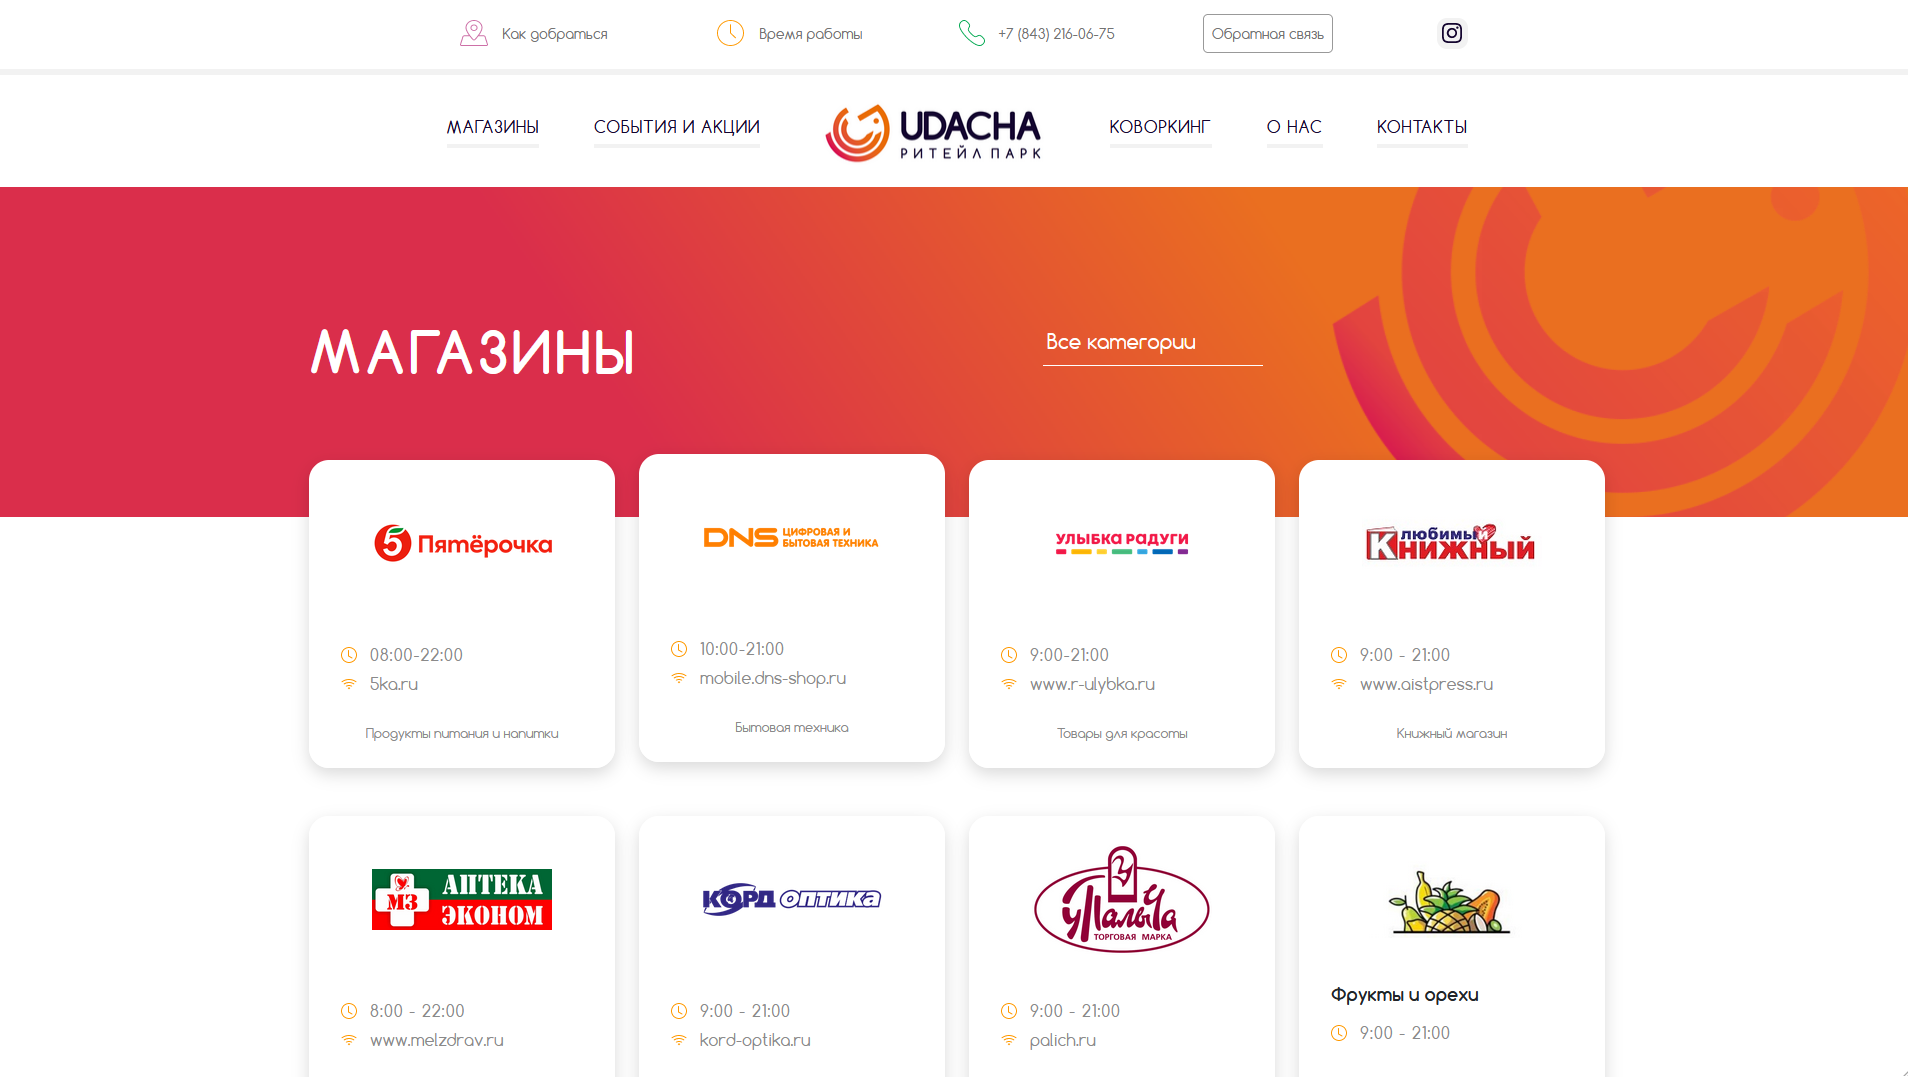 Как добраться
Время работы
+7 (843) 216-06-75
Обратная связь
МАГАЗИНЫ
СОБЫТИЯ И АКЦИИ
UDACHA
РИТЕЙЛ ПАРК
КОВОРКИНГ
О НАС
КОНТАКТЫ
МАГАЗИНЫ
Все категории
5 Пятёрочка
08:00-22:00
5ka.ru
Продукты питания и напитки
DNS ЦИФРОВАЯ И
БЫТОВАЯ ТЕХНИКА
10:00-21:00
mobile.dns-shop.ru
Бытовая техника
УЛЫБКА РАДУГИ
9:00-21:00
www.r-ulybka.ru
Товары для красоты
любимый
Книжный
9:00 - 21:00
www.aistpress.ru
Книжный магазин
МЗ АПТЕКА
ЭКОНОМ
8:00 - 22:00
www.melzdrav.ru
КОРД ОПТИКА
9:00 - 21:00
kord-optika.ru
у Палыча
ТОРГОВАЯ МАРКА
9:00 - 21:00
palich.ru
Фрукты и орехи
9:00 - 21:00